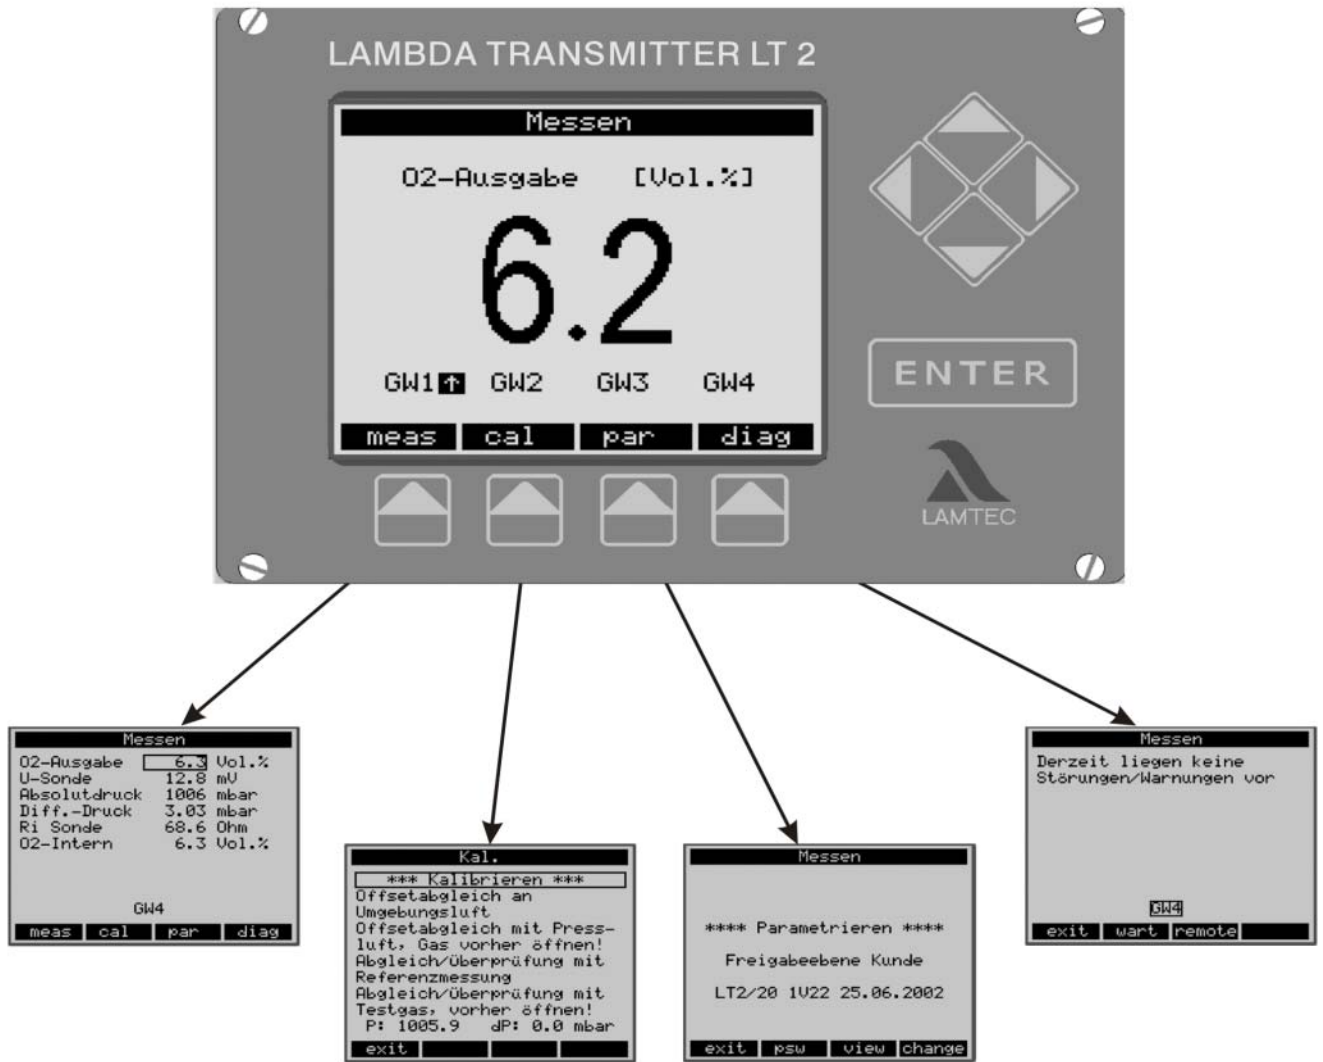 LAMBDA TRANSMITTER LT 2
Messen
O2-Ausgabe [Vol.%]
6.2
GW1↑ GW2 GW3 GW4
meas cal par diag
ENTER
LAMTEC
Messen
O2-Ausgabe 6.3 Vol.%
U-Sonde 12.8 mV
Absolutdruck 1006 mbar
Diff.-Druck 3.03 mbar
Ri Sonde 68.6 Ohm
O2-Intern 6.3 Vol.%
GW4
meas cal par diag
Kal.
*** Kalibrieren ***
Offsetabgleich an
Umgebungsluft
Offsetabgleich mit Press-
luft, Gas vorher öffnen!
Abgleich/Überprüfung mit
Referenzmessung
Abgleich/Überprüfung mit
Testgas, vorher öffnen!
P: 1005.9 dP: 0.0 mbar
exit
Messen
**** Parametrieren ****
Freigabeebene Kunde
LT2/20 1V22 25.06.2002
exit psw view change
Messen
Derzeit liegen keine
Störungen/Warnungen vor
GW4
exit wart remote